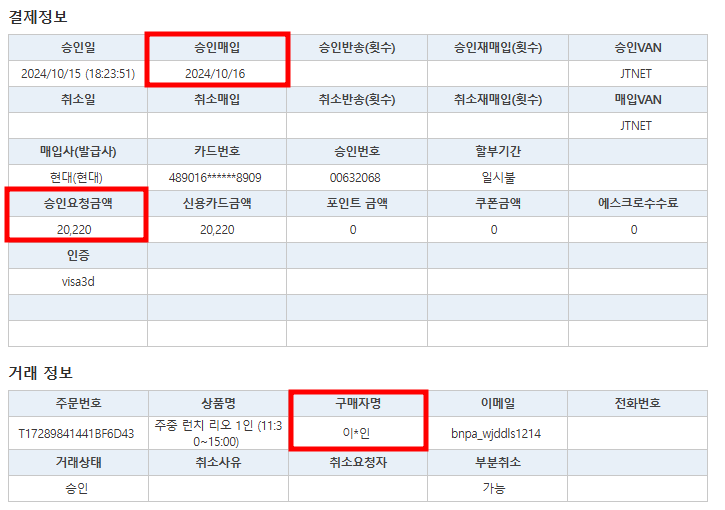 결제정보
승인일 승인매입 승인반송(횟수) 승인재매입(횟수) 승인VAN
2024/10/15 (18:23:51) 2024/10/16 JTNET
취소일 취소매입 취소반송(횟수) 취소재매입(횟수) 매입VAN
JTNET
매입사(발급사) 카드번호 승인번호 할부기간
현대(현대) 489016******8909 00632068 일시불
승인요청금액 신용카드금액 포인트 금액 쿠폰금액 에스크로수수료
20,220 20,220 0 0 0
인증
visa3d
거래 정보
주문번호 상품명 구매자명 이메일 전화번호
T17289841441BF6D43 주중 런치 리오 1인 (11:3
0~15:00) 이*인 bnpa_wjddls1214
거래상태 취소사유 취소요청자 부분취소
승인 가능